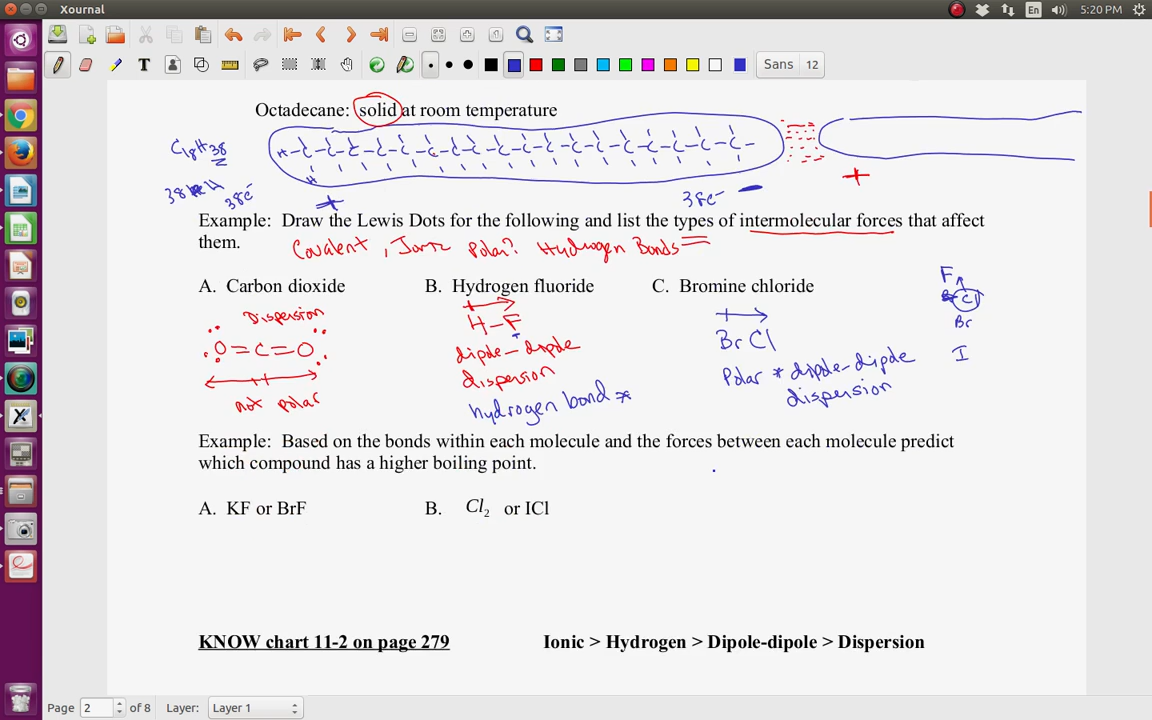 Xournal
En
5:20 PM
Sans 12
Octadecane: solid at room temperature
C18H38
38 H 38e-
38e-
Example: Draw the Lewis Dots for the following and list the types of intermolecular forces that affect
them.
Covalent, Ionic Polar? Hydrogen Bonds
A. Carbon dioxide B. Hydrogen fluoride C. Bromine chloride
Dispersion
O=C=O
not polar
H-F
dipole-dipole
dispersion
hydrogen bond *
BrCl
Polar * dipole-dipole
dispersion
F
Cl
Br
I
Example: Based on the bonds within each molecule and the forces between each molecule predict
which compound has a higher boiling point.
A. KF or BrF B. Cl2 or ICl
KNOW chart 11-2 on page 279 Ionic > Hydrogen > Dipole-dipole > Dispersion
Page 2 of 8 Layer: Layer 1